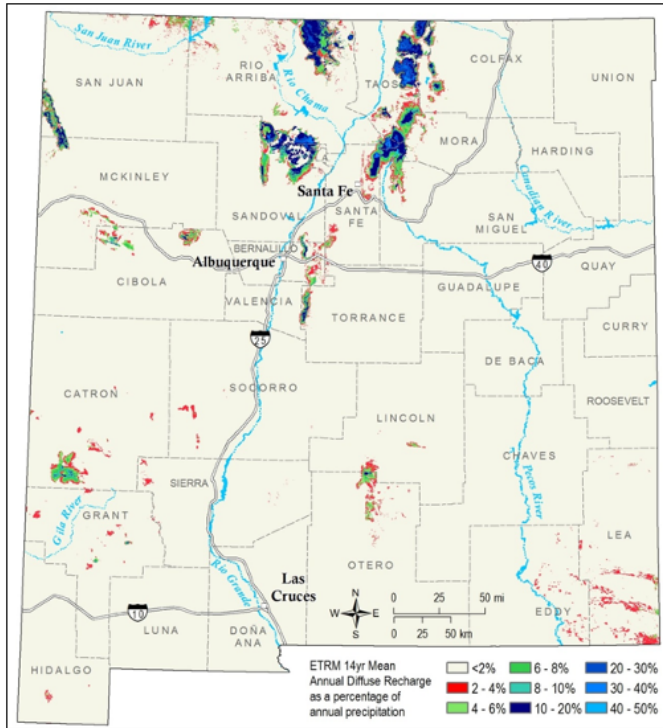 San Juan River
RIO
ARRIBA
COLFAX
SAN JUAN
TAOS
UNION
Rio Chama
MORA
HARDING
MCKINLEY
Canadian River
Santa Fe
SANDOVAL
SANTA
FE
SAN
MIGUEL
BERNALILLO
Albuquerque
40
QUAY
CIBOLA
GUADALUPE
VALENCIA
TORRANCE
CURRY
25
DE BACA
SOCORRO
CATRON
ROOSEVELT
LINCOLN
CHAVES
Pecos River
SIERRA
GRANT
Gila River
LEA
OTERO
Rio Grande
Las
Cruces
EDDY
N
W E
S
0 25 50 mi
0 25 50 km
10
LUNA
DOÑA
ANA
HIDALGO
ETRM 14yr Mean
Annual Diffuse Recharge
as a percentage of
annual precipitation
<2%
2 - 4%
4 - 6%
6 - 8%
8 - 10%
10 - 20%
20 - 30%
30 - 40%
40 - 50%